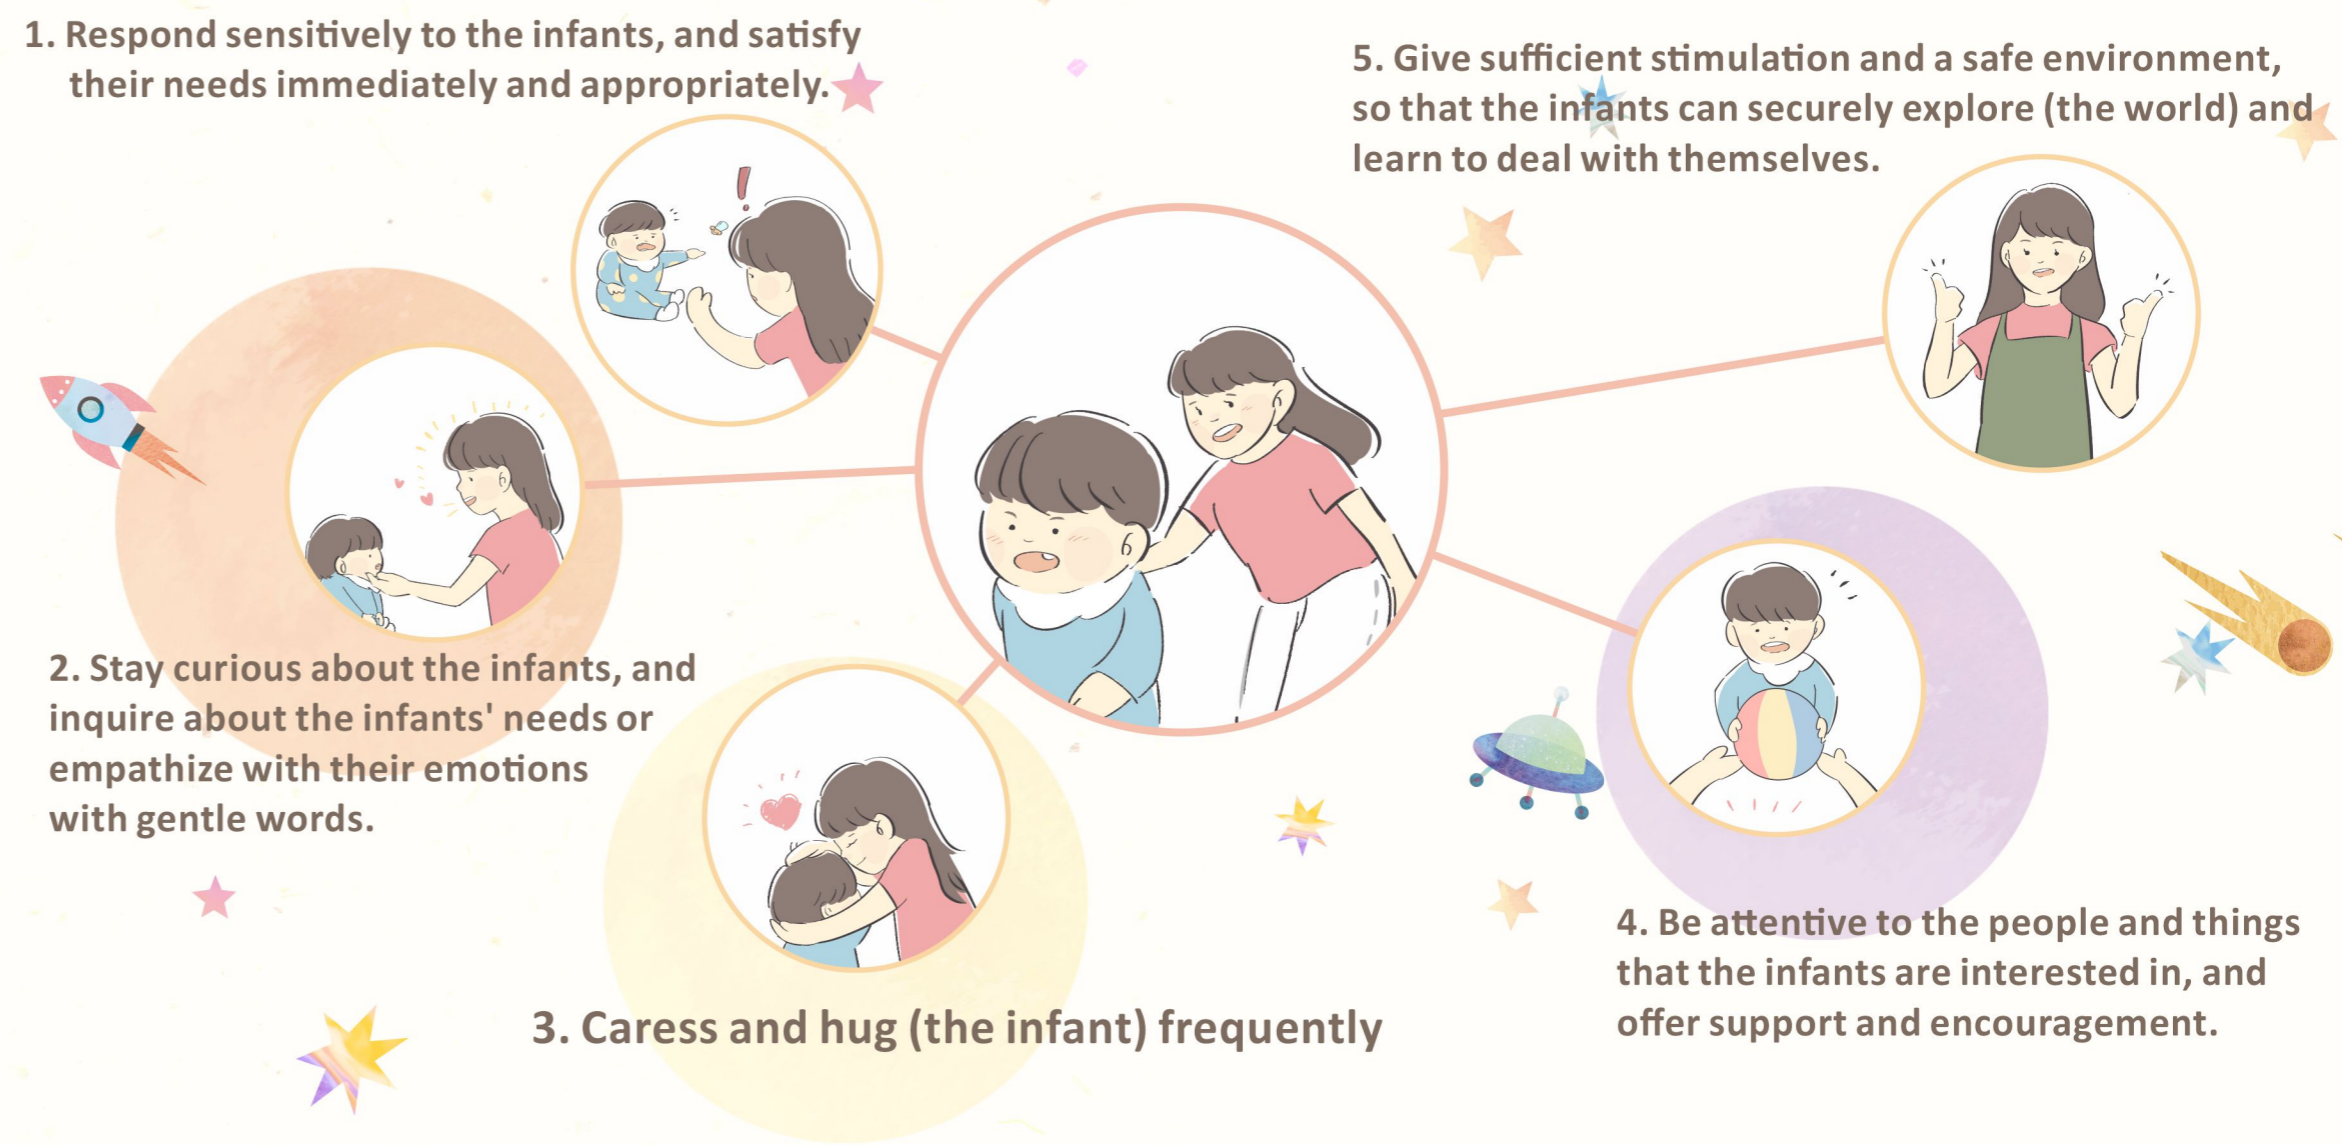 1. Respond sensitively to the infants, and satisfy
their needs immediately and appropriately.
2. Stay curious about the infants, and
inquire about the infants' needs or
empathize with their emotions
with gentle words.
3. Caress and hug (the infant) frequently
4. Be attentive to the people and things
that the infants are interested in, and
offer support and encouragement.
5. Give sufficient stimulation and a safe environment,
so that the infants can securely explore (the world) and
learn to deal with themselves.